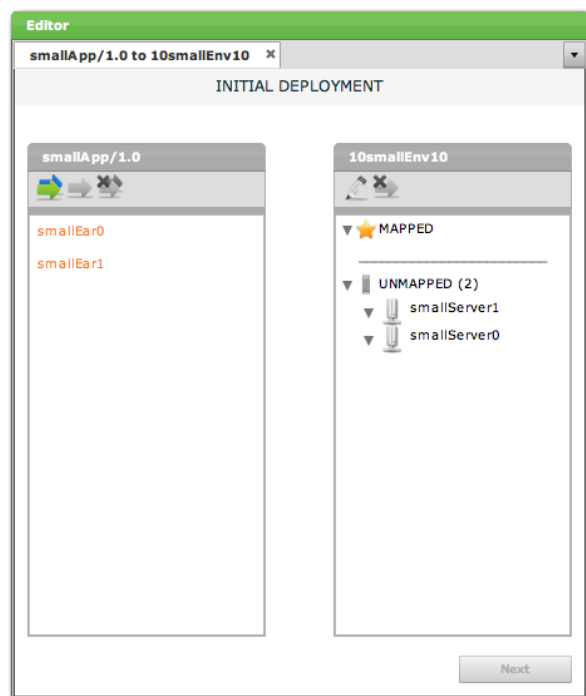 Editor
smallApp/1.0 to 10smallEnv10
INITIAL DEPLOYMENT
smallApp/1.0
smallEar0
smallEar1
10smallEnv10
MAPPED
UNMAPPED (2)
smallServer1
smallServer0
Next